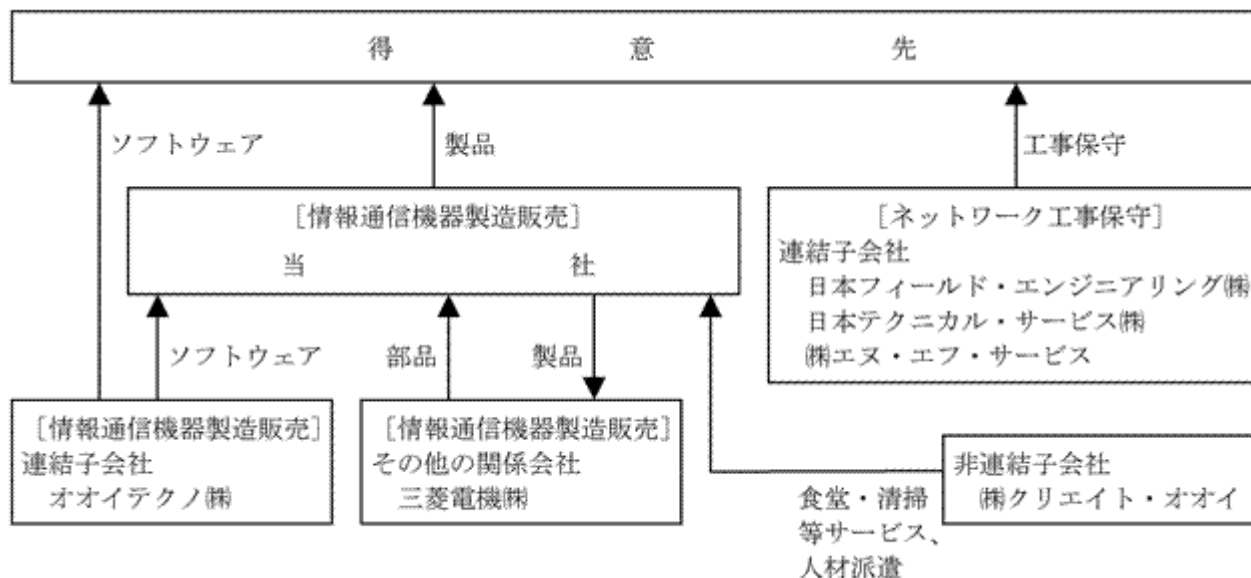 得意先
ソフトウェア
製品
工事保守
［情報通信機器製造販売］
当社
［ネットワーク工事保守］
連結子会社
日本フィールド・エンジニアリング㈱
日本テクニカル・サービス㈱
㈱エヌ・エフ・サービス
ソフトウェア
部品
製品
［情報通信機器製造販売］
連結子会社
オオイテクノ㈱
［情報通信機器製造販売］
その他の関係会社
三菱電機㈱
食堂・清掃
等サービス、
人材派遣
非連結子会社
㈱クリエイト・オオイ